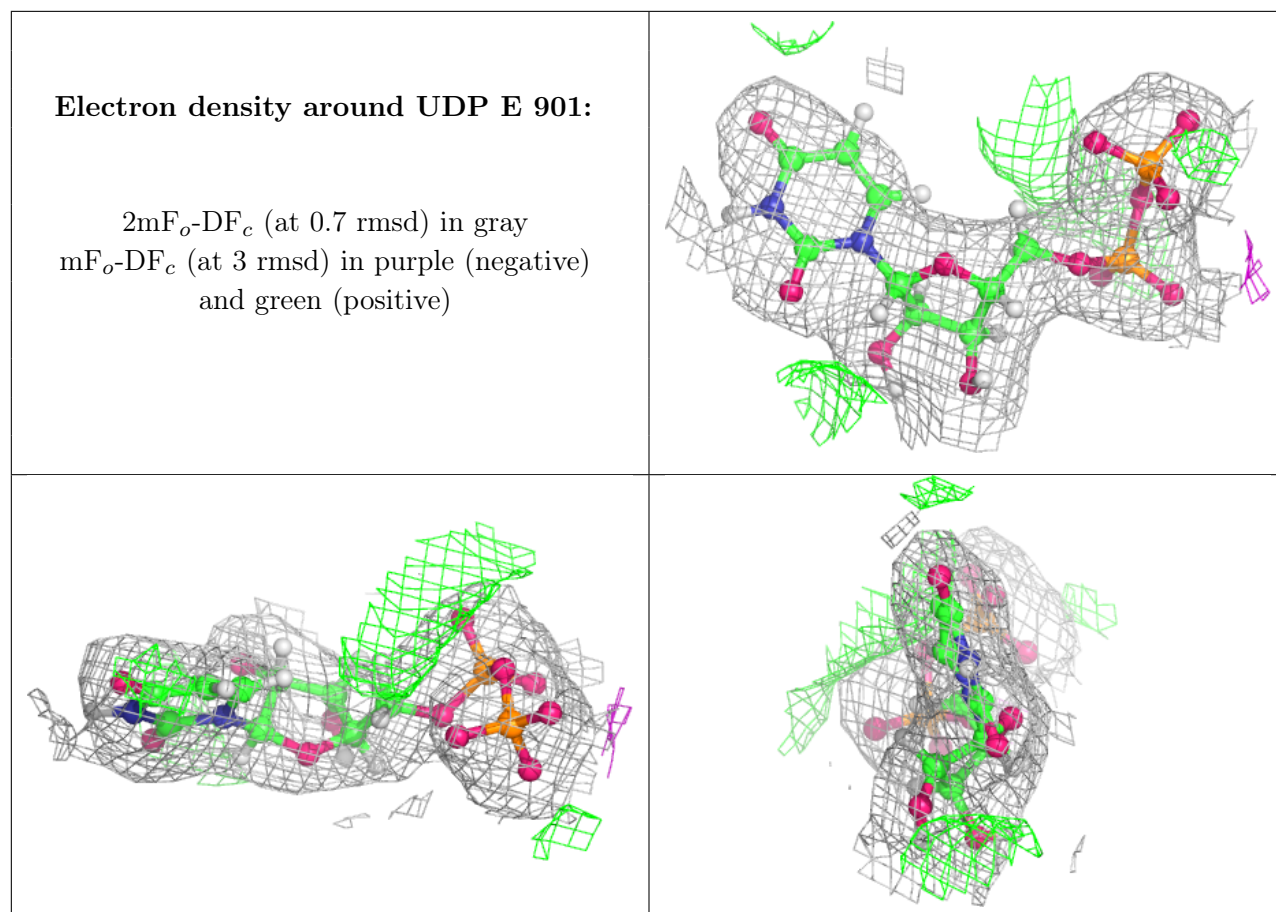 Electron density around UDP E 901:
2mFₒ-DF𝒸 (at 0.7 rmsd) in gray
mFₒ-DF𝒸 (at 3 rmsd) in purple (negative)
and green (positive)